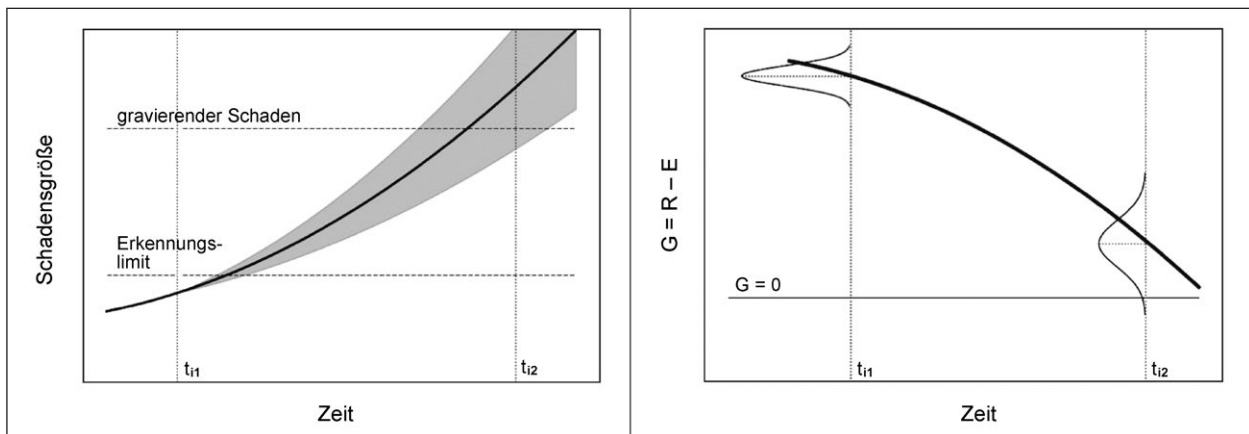 Schadensgröße
gravierender Schaden
Erkennungs-
limit
ti1
ti2
Zeit
G = R – E
G = 0
ti1
ti2
Zeit